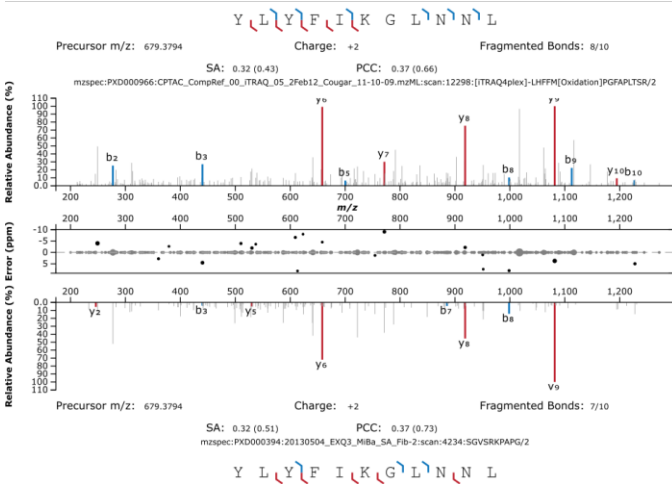 Y L Y F I K G L N N L
Precursor m/z: 679.3794 Charge: +2 Fragmented Bonds: 8/10
SA: 0.32 (0.43) PCC: 0.37 (0.66)
mzspec:PXD000966:CPTAC_CompRef_00_iTRAQ_05_2Feb12_Cougar_11-10-09.mzML:scan:12298:[iTRAQ4plex]-LHFFM[Oxidation]PGFAPLTSR/2
Relative Abundance (%)
110
100
90
80
70
60
50
40
30
20
10
0.0
b2 b3 y6 b5 y7 y8 b8 y9 b9 y10 b10
200 300 400 500 600 700 800 900 1,000 1,100 1,200
m/z
Error (ppm)
-10
-5
0
5
200 300 400 500 600 700 800 900 1,000 1,100 1,200
Relative Abundance (%)
0.0
10
20
30
40
50
60
70
80
90
100
110
y2 b3 y5 y6 b7 y8 b8 y9
Precursor m/z: 679.3794 Charge: +2 Fragmented Bonds: 7/10
SA: 0.32 (0.51) PCC: 0.37 (0.73)
mzspec:PXD000394:20130504_EXQ3_MiBa_SA_Fib-2:scan:4234:SGVSRKPAPG/2
Y L Y F I K G L N N L